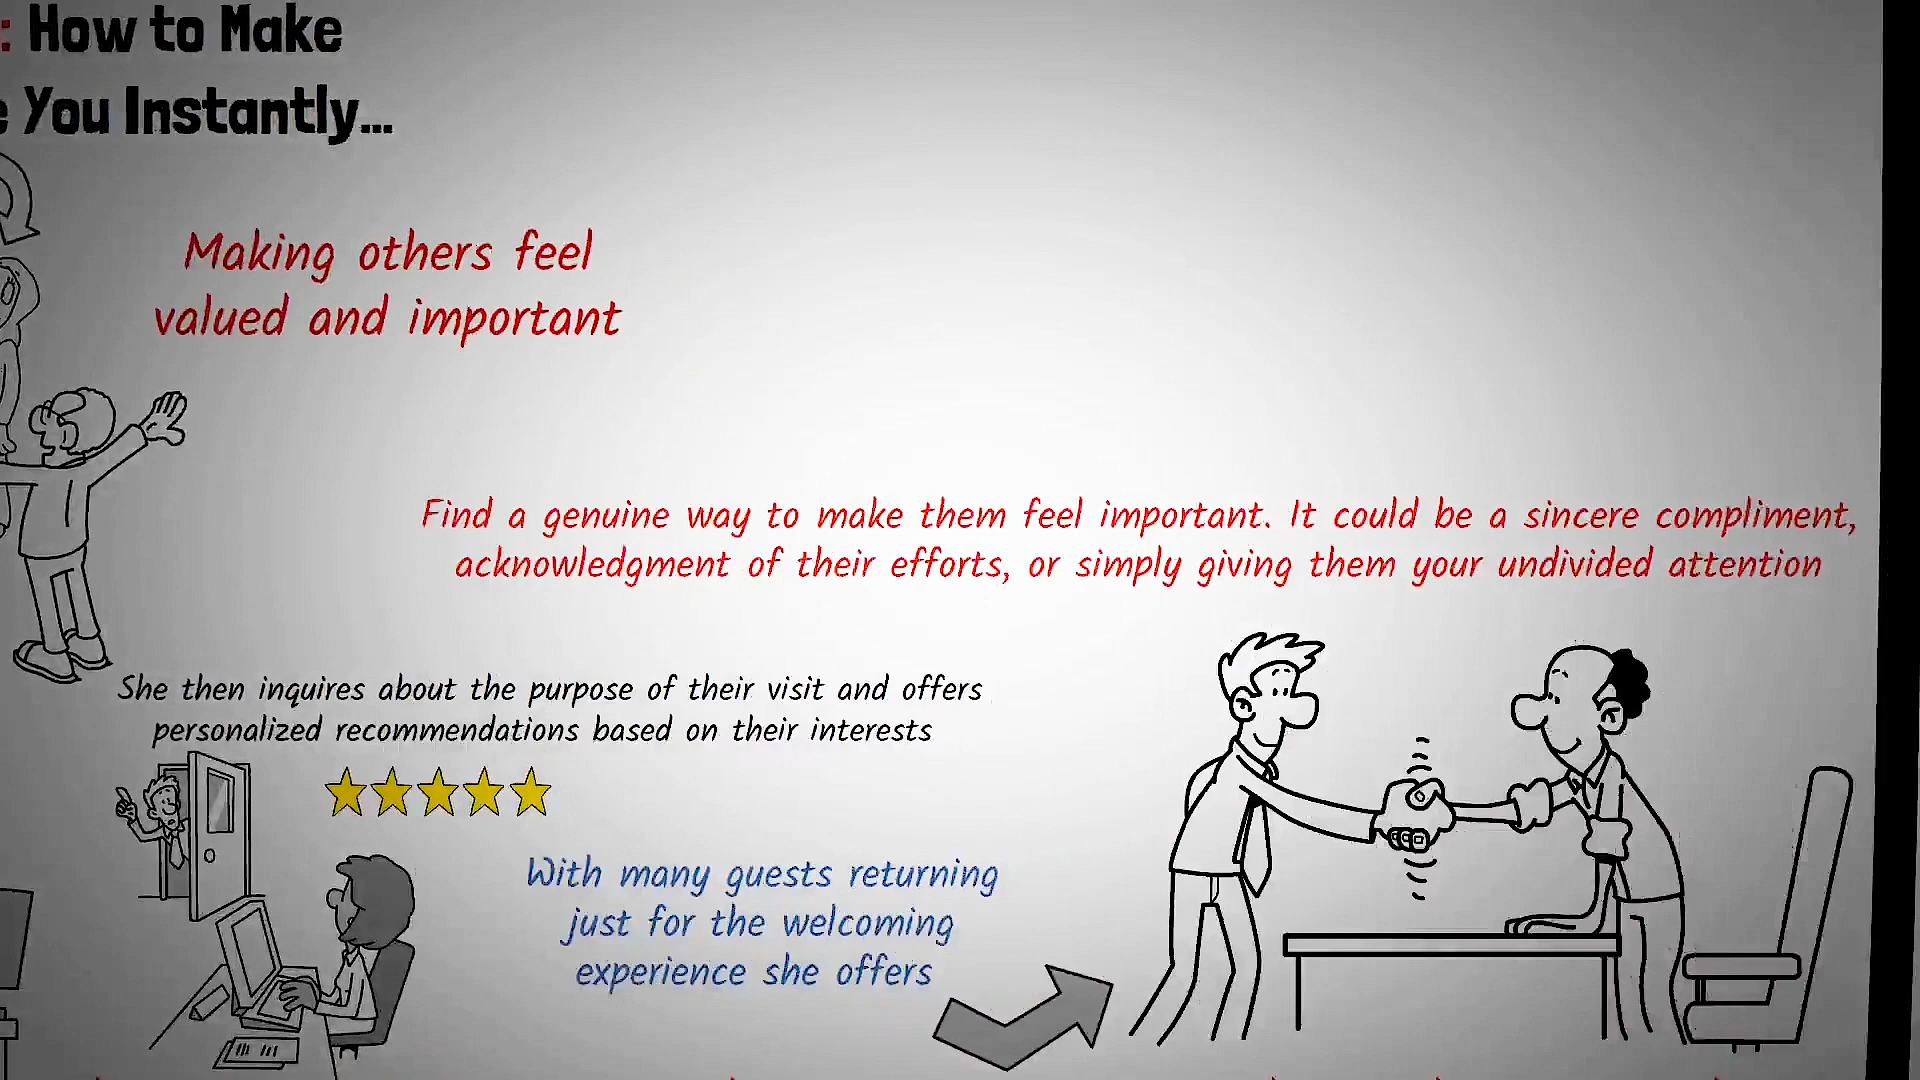 : How to Make
You Instantly...
Making others feel
valued and important
Find a genuine way to make them feel important. It could be a sincere compliment,
acknowledgment of their efforts, or simply giving them your undivided attention
She then inquires about the purpose of their visit and offers
personalized recommendations based on their interests
With many guests returning
just for the welcoming
experience she offers